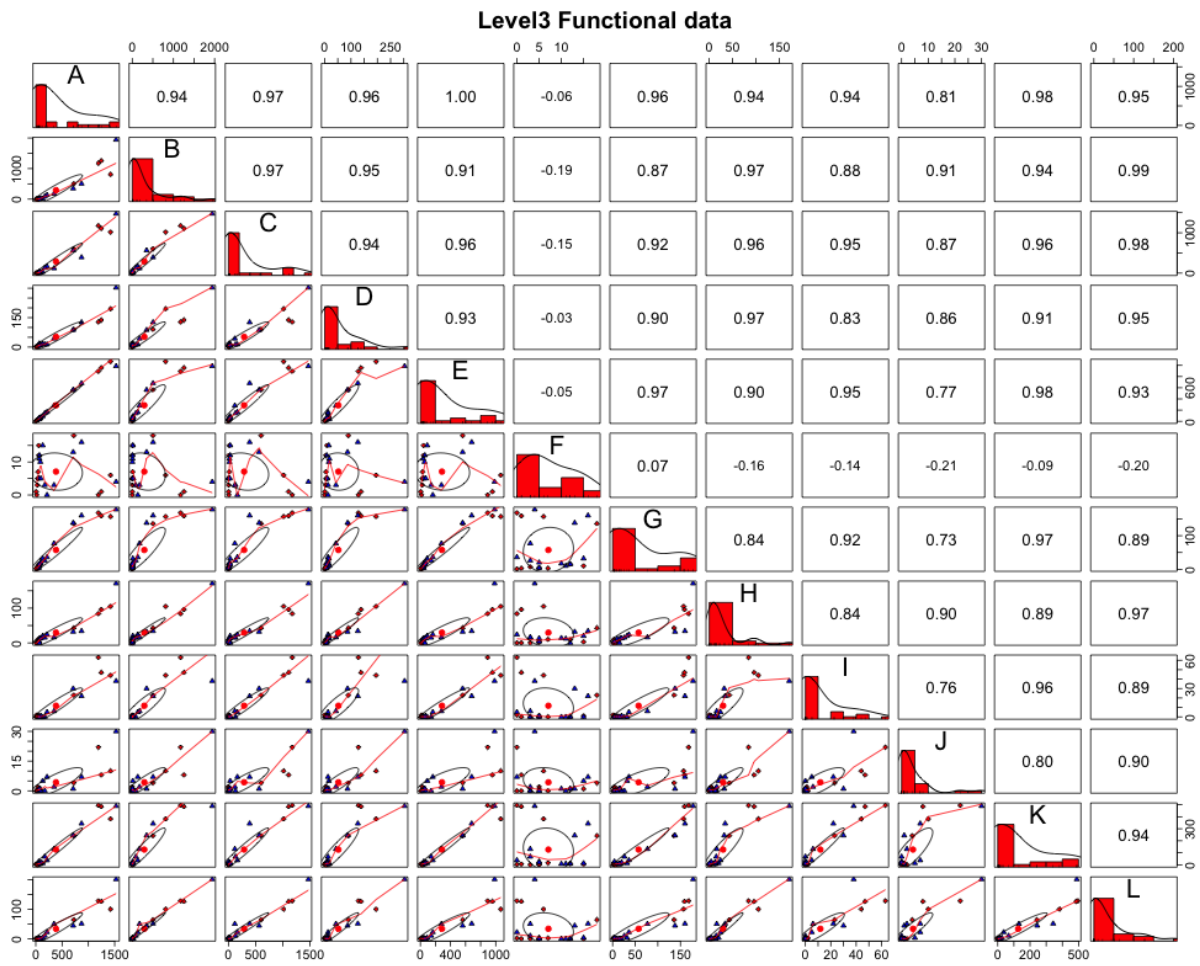 Level3 Functional data
0 1000 2000 0 100 300 0 5 10 0 50 150 0 10 20 30 0 100 200
A 0.94 0.97 0.96 1.00 -0.06 0.96 0.94 0.94 0.81 0.98 0.95 0 1000
0 1000 B 0.97 0.95 0.91 -0.19 0.87 0.97 0.88 0.91 0.94 0.99
C 0.94 0.96 -0.15 0.92 0.96 0.95 0.87 0.96 0.98 0 1000
0 150 D 0.93 -0.03 0.90 0.97 0.83 0.86 0.91 0.95
E -0.05 0.97 0.90 0.95 0.77 0.98 0.93 0 600
0 10 F 0.07 -0.16 -0.14 -0.21 -0.09 -0.20
G 0.84 0.92 0.73 0.97 0.89 0 100
0 100 H 0.84 0.90 0.89 0.97
I 0.76 0.96 0.89 0 30 60
0 15 30 J 0.80 0.90
K 0.94 0 300
0 100 L
0 500 1500 0 500 1500 0 400 1000 0 50 150 0 20 40 60 0 100 300 500